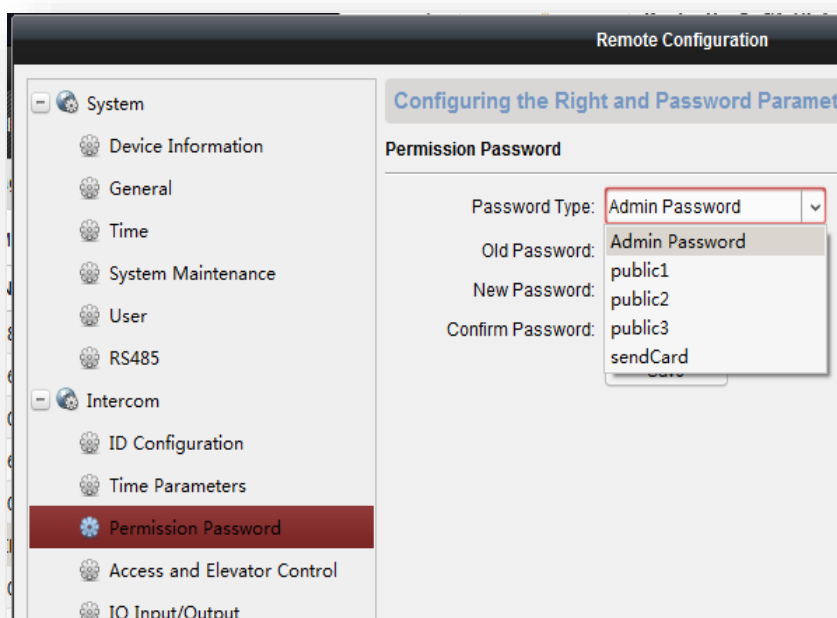 Remote Configuration
System
Device Information
General
Time
System Maintenance
User
RS485
Intercom
ID Configuration
Time Parameters
Permission Password
Access and Elevator Control
IO Input/Output
Configuring the Right and Password Paramet
Permission Password
Password Type: Admin Password
Admin Password
public1
public2
public3
sendCard
Old Password:
New Password:
Confirm Password: